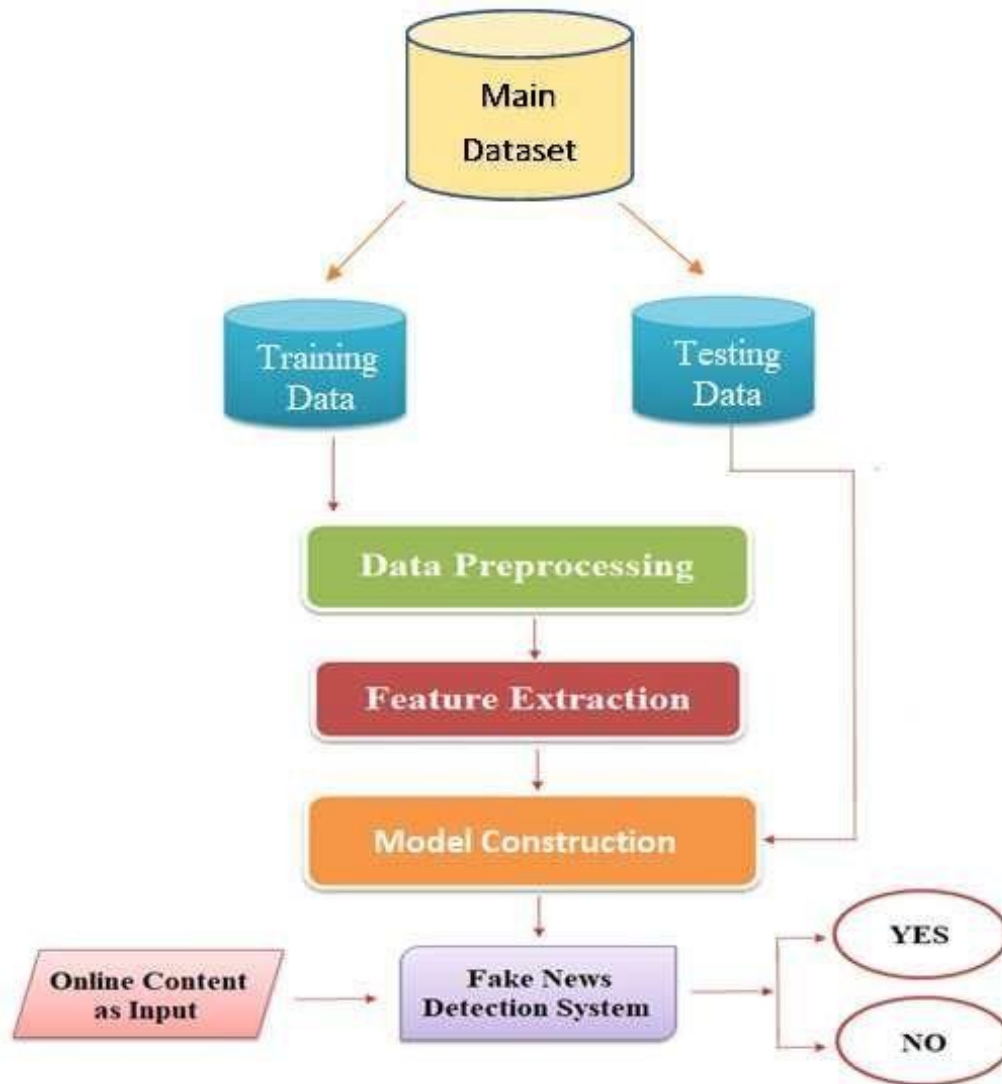 Main
Dataset
Training
Data
Testing
Data
Data Preprocessing
Feature Extraction
Model Construction
Online Content
as Input
Fake News
Detection System
YES
NO